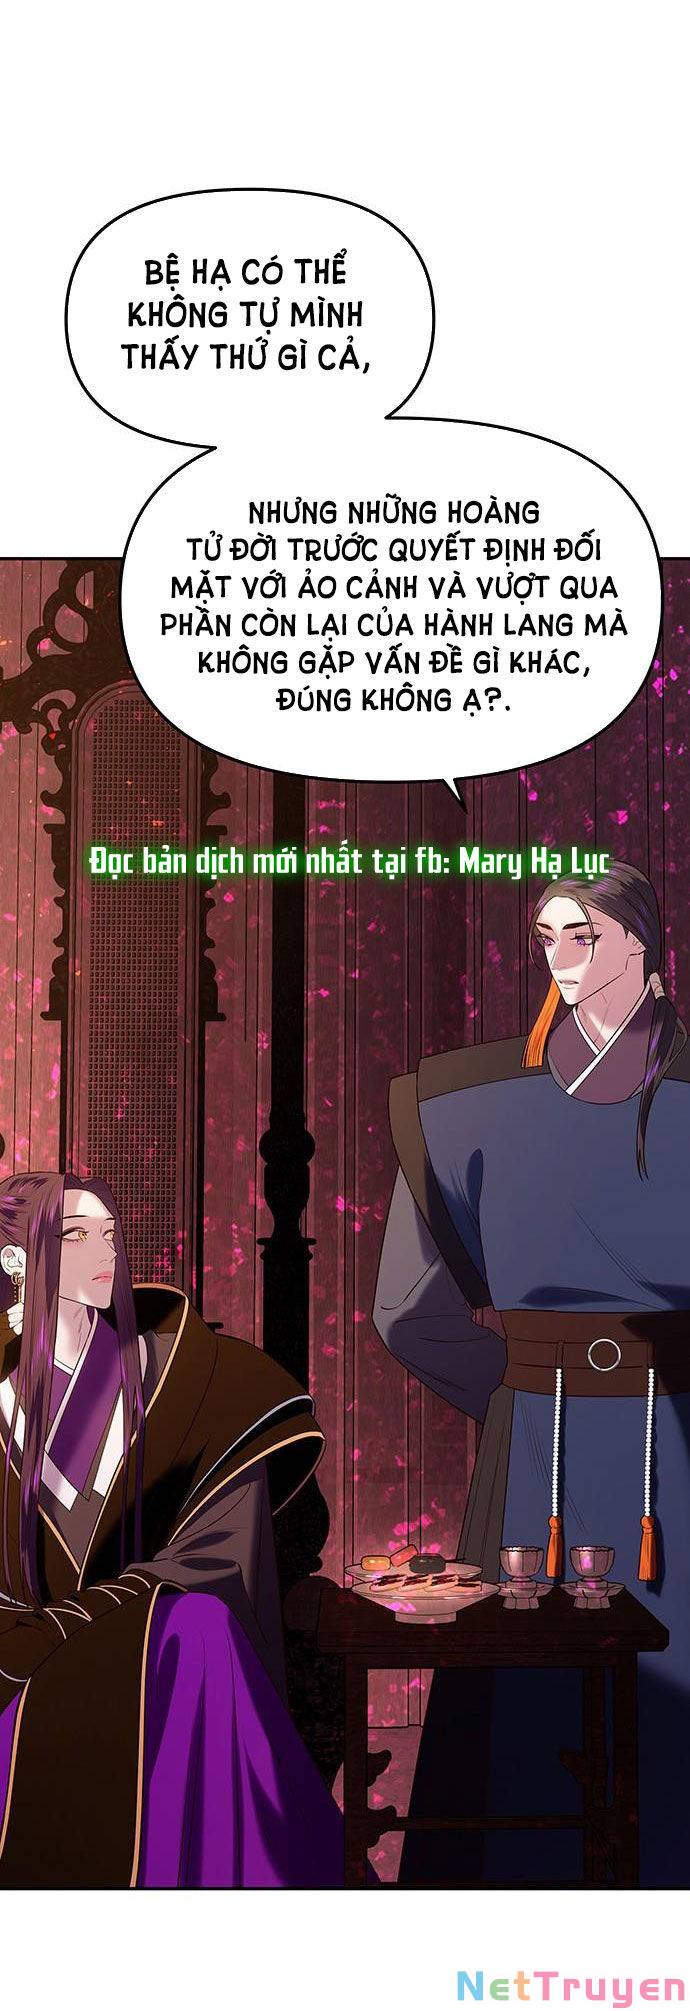 BỆ HẠ CÓ THỂ
KHÔNG TỰ MÌNH
THẤY THỨ GÌ CẢ,
NHƯNG NHỮNG HOÀNG
TỬ ĐỜI TRƯỚC QUYẾT ĐỊNH ĐỐI
MẶT VỚI ẢO CẢNH VÀ VƯỢT QUA
PHẦN CÒN LẠI CỦA HÀNH LANG MÀ
KHÔNG GẶP VẤN ĐỀ GÌ KHÁC,
ĐÚNG KHÔNG Ạ?.
Đọc bản dịch mới nhất tại fb: Mary Hạ Lục
NetTruyen